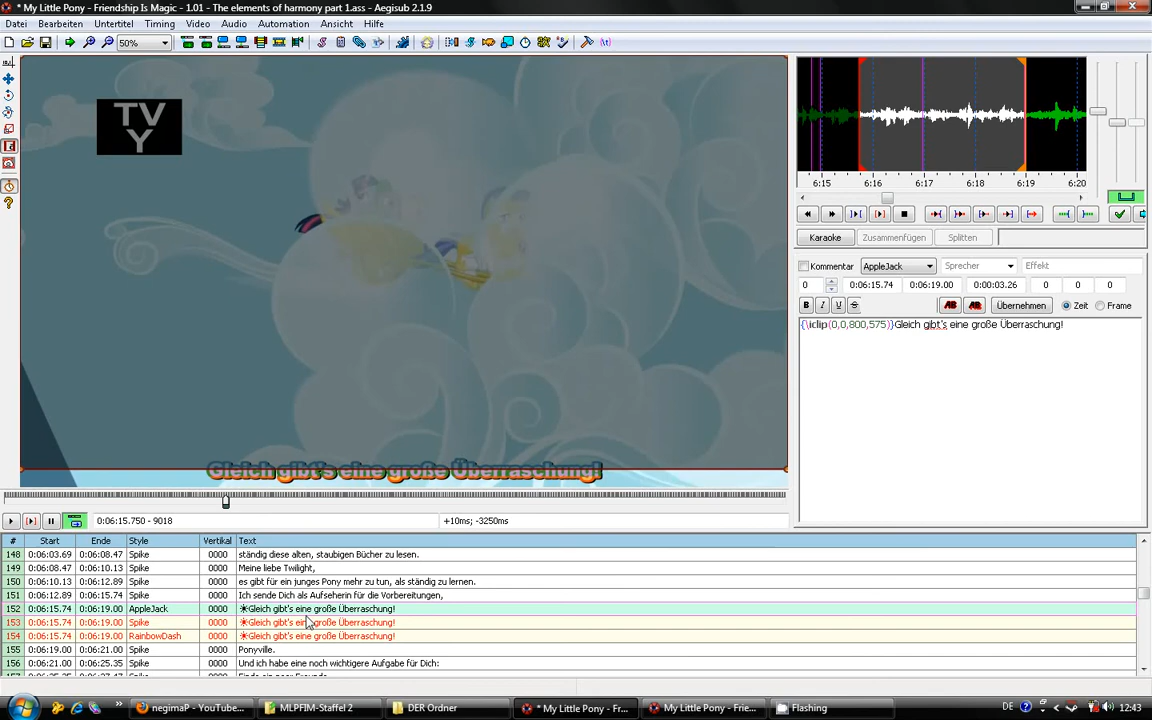 * My Little Pony - Friendship Is Magic - 1.01 - The elements of harmony part 1.ass - Aegisub 2.1.9
Datei Bearbeiten Untertitel Timing Video Audio Automation Ansicht Hilfe
50%
TV
Y
Gleich gibt's eine große Überraschung!
6:15 6:16 6:17 6:18 6:19 6:20
Karaoke Zusammenfügen Splitten
Kommentar AppleJack Sprecher Effekt
0 0:06:15.74 0:06:19.00 0:00:03.26 0 0 0
B I U S AB AB Übernehmen Zeit Frame
{\iclip(0,0,800,575)}Gleich gibt's eine große Überraschung!
0:06:15.750 - 9018 +10ms; -3250ms
# Start Ende Style Vertikal Text
148 0:06:03.69 0:06:08.47 Spike 0000 ständig diese alten, staubigen Bücher zu lesen.
149 0:06:08.47 0:06:10.13 Spike 0000 Meine liebe Twilight,
150 0:06:10.13 0:06:12.89 Spike 0000 es gibt für ein junges Pony mehr zu tun, als ständig zu lernen.
151 0:06:12.89 0:06:15.74 Spike 0000 Ich sende Dich als Aufseherin für die Vorbereitungen,
152 0:06:15.74 0:06:19.00 AppleJack 0000 ☀Gleich gibt's eine große Überraschung!
153 0:06:15.74 0:06:19.00 Spike 0000 ☀Gleich gibt's eine große Überraschung!
154 0:06:15.74 0:06:19.00 RainbowDash 0000 ☀Gleich gibt's eine große Überraschung!
155 0:06:19.00 0:06:21.00 Spike 0000 Ponyville.
156 0:06:21.00 0:06:25.35 Spike 0000 Und ich habe eine noch wichtigere Aufgabe für Dich:
negimaP - YouTube... MLPFIM-Staffel 2 DER Ordner * My Little Pony - Fr... My Little Pony - Frie... Flashing DE 12:43